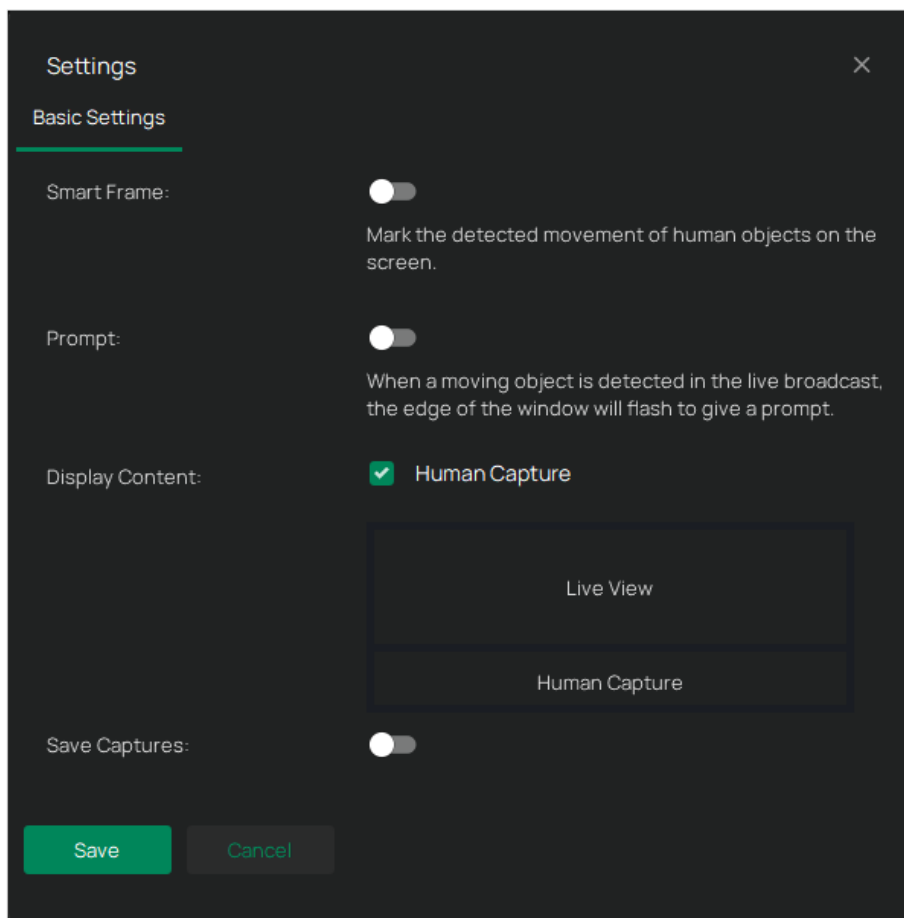 Settings
Basic Settings
Smart Frame:
Mark the detected movement of human objects on the
screen.
Prompt:
When a moving object is detected in the live broadcast,
the edge of the window will flash to give a prompt.
Display Content:
Human Capture
Live View
Human Capture
Save Captures:
Save
Cancel